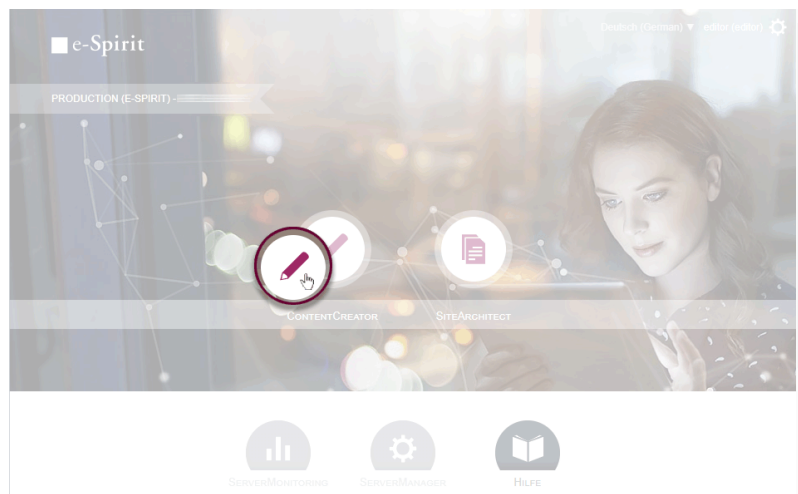 Deutsch (German) ▼ editor (editor)
e-Spirit
PRODUCTION (E-SPIRIT) -
ContentCreator SiteArchitect
ServerMonitoring ServerManager Hilfe